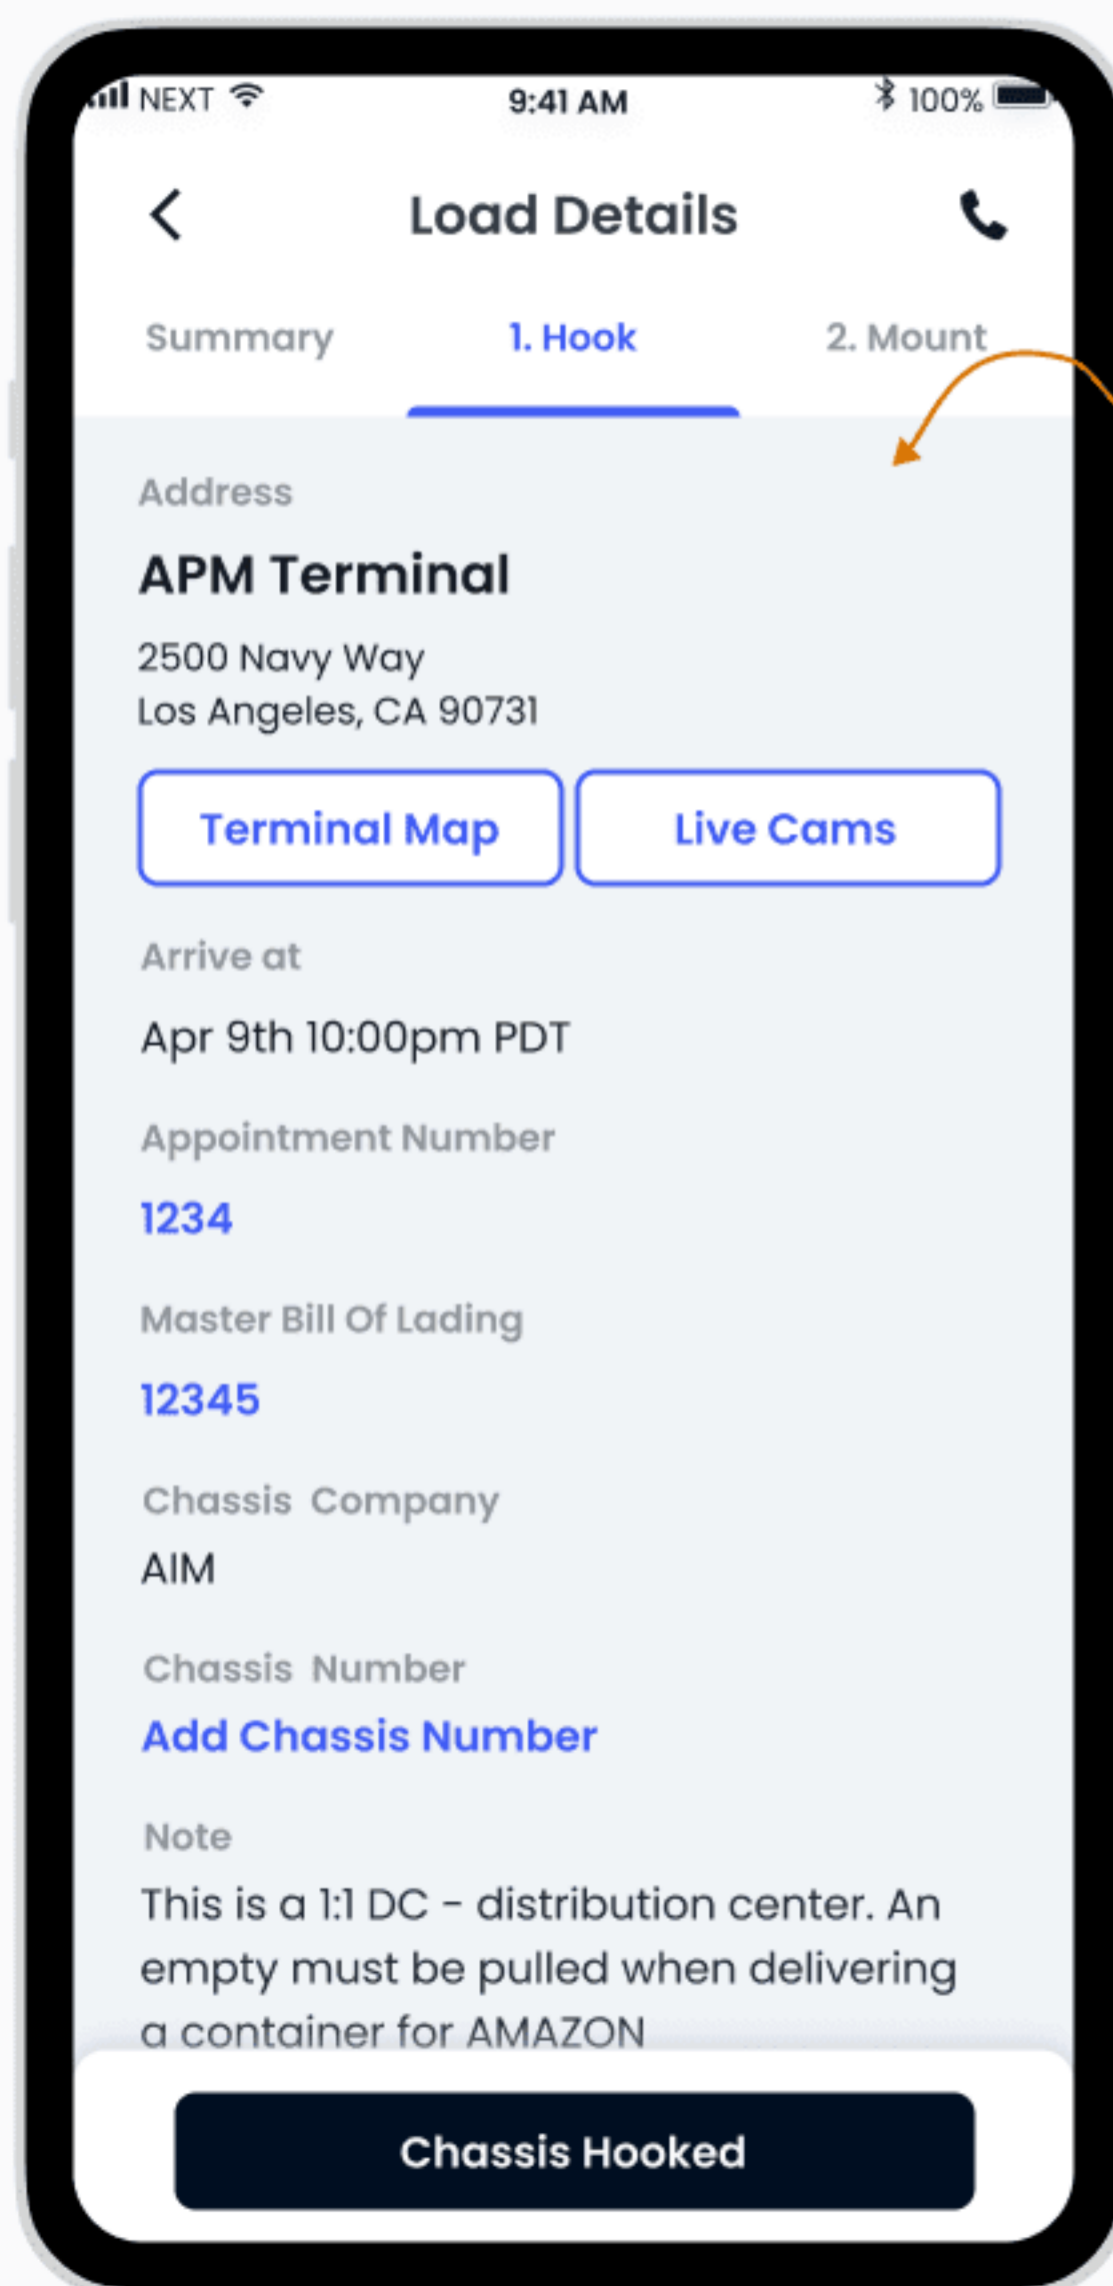 NEXT 9:41 AM 100%
Load Details
Summary 1. Hook 2. Mount
Address
APM Terminal
2500 Navy Way
Los Angeles, CA 90731
Terminal Map Live Cams
Arrive at
Apr 9th 10:00pm PDT
Appointment Number
1234
Master Bill Of Lading
12345
Chassis Company
AIM
Chassis Number
Add Chassis Number
Note
This is a 1:1 DC - distribution center. An
empty must be pulled when delivering
a container for AMAZON
Chassis Hooked